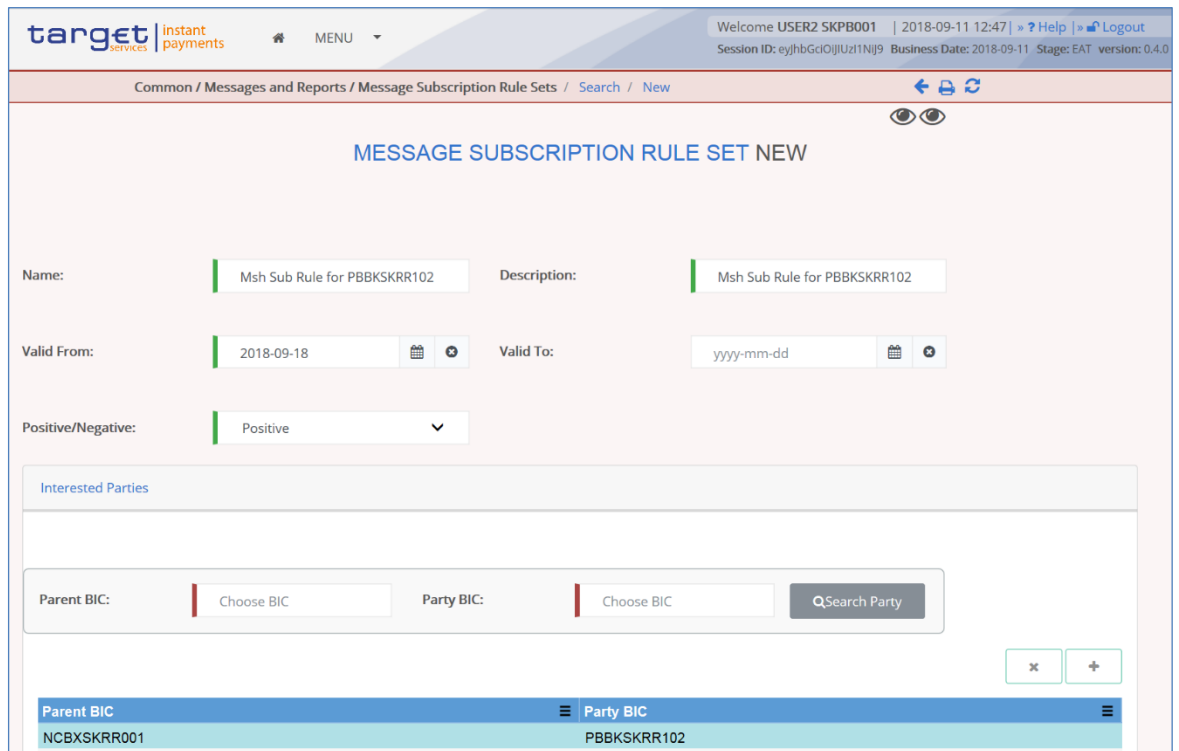 target services instant payments
MENU
Welcome USER2 SKPB001 | 2018-09-11 12:47| » ? Help |» Logout
Session ID: eyJhbGciOiJIUzI1NiJ9 Business Date: 2018-09-11 Stage: EAT version: 0.4.0
Common / Messages and Reports / Message Subscription Rule Sets / Search / New
MESSAGE SUBSCRIPTION RULE SET NEW
Name: Msh Sub Rule for PBBKSKRR102 Description: Msh Sub Rule for PBBKSKRR102
Valid From: 2018-09-18 Valid To: yyyy-mm-dd
Positive/Negative: Positive
Interested Parties
Parent BIC: Choose BIC Party BIC: Choose BIC Search Party
Parent BIC Party BIC
NCBXSKRR001 PBBKSKRR102